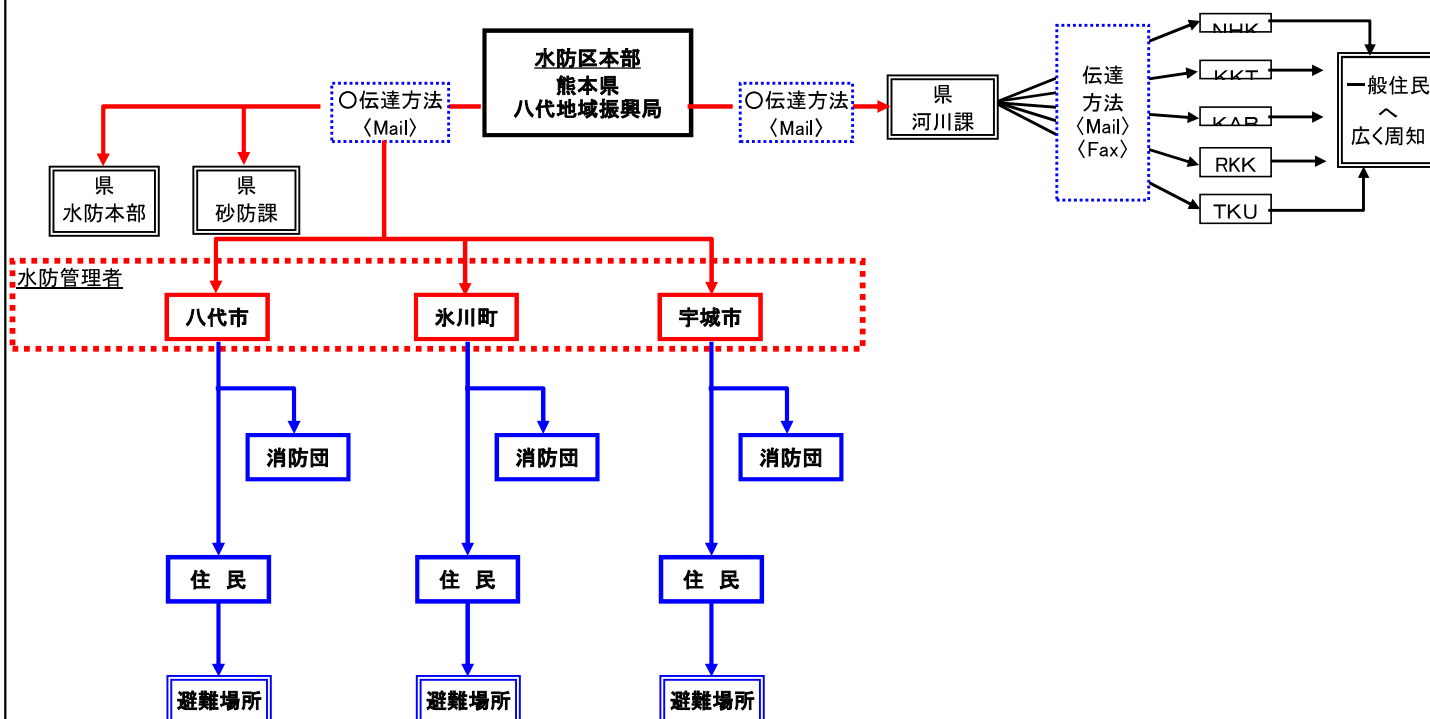 水防区本部
熊本県
八代地域振興局
〇伝達方法
〈Mail〉
〇伝達方法
〈Mail〉
県
河川課
伝達
方法
〈Mail〉
〈Fax〉
NHK
KKT
KAB
RKK
TKU
一般住民
へ
広く周知
県
水防本部
県
砂防課
水防管理者
八代市
氷川町
宇城市
消防団
消防団
消防団
住 民
住 民
住 民
避難場所
避難場所
避難場所